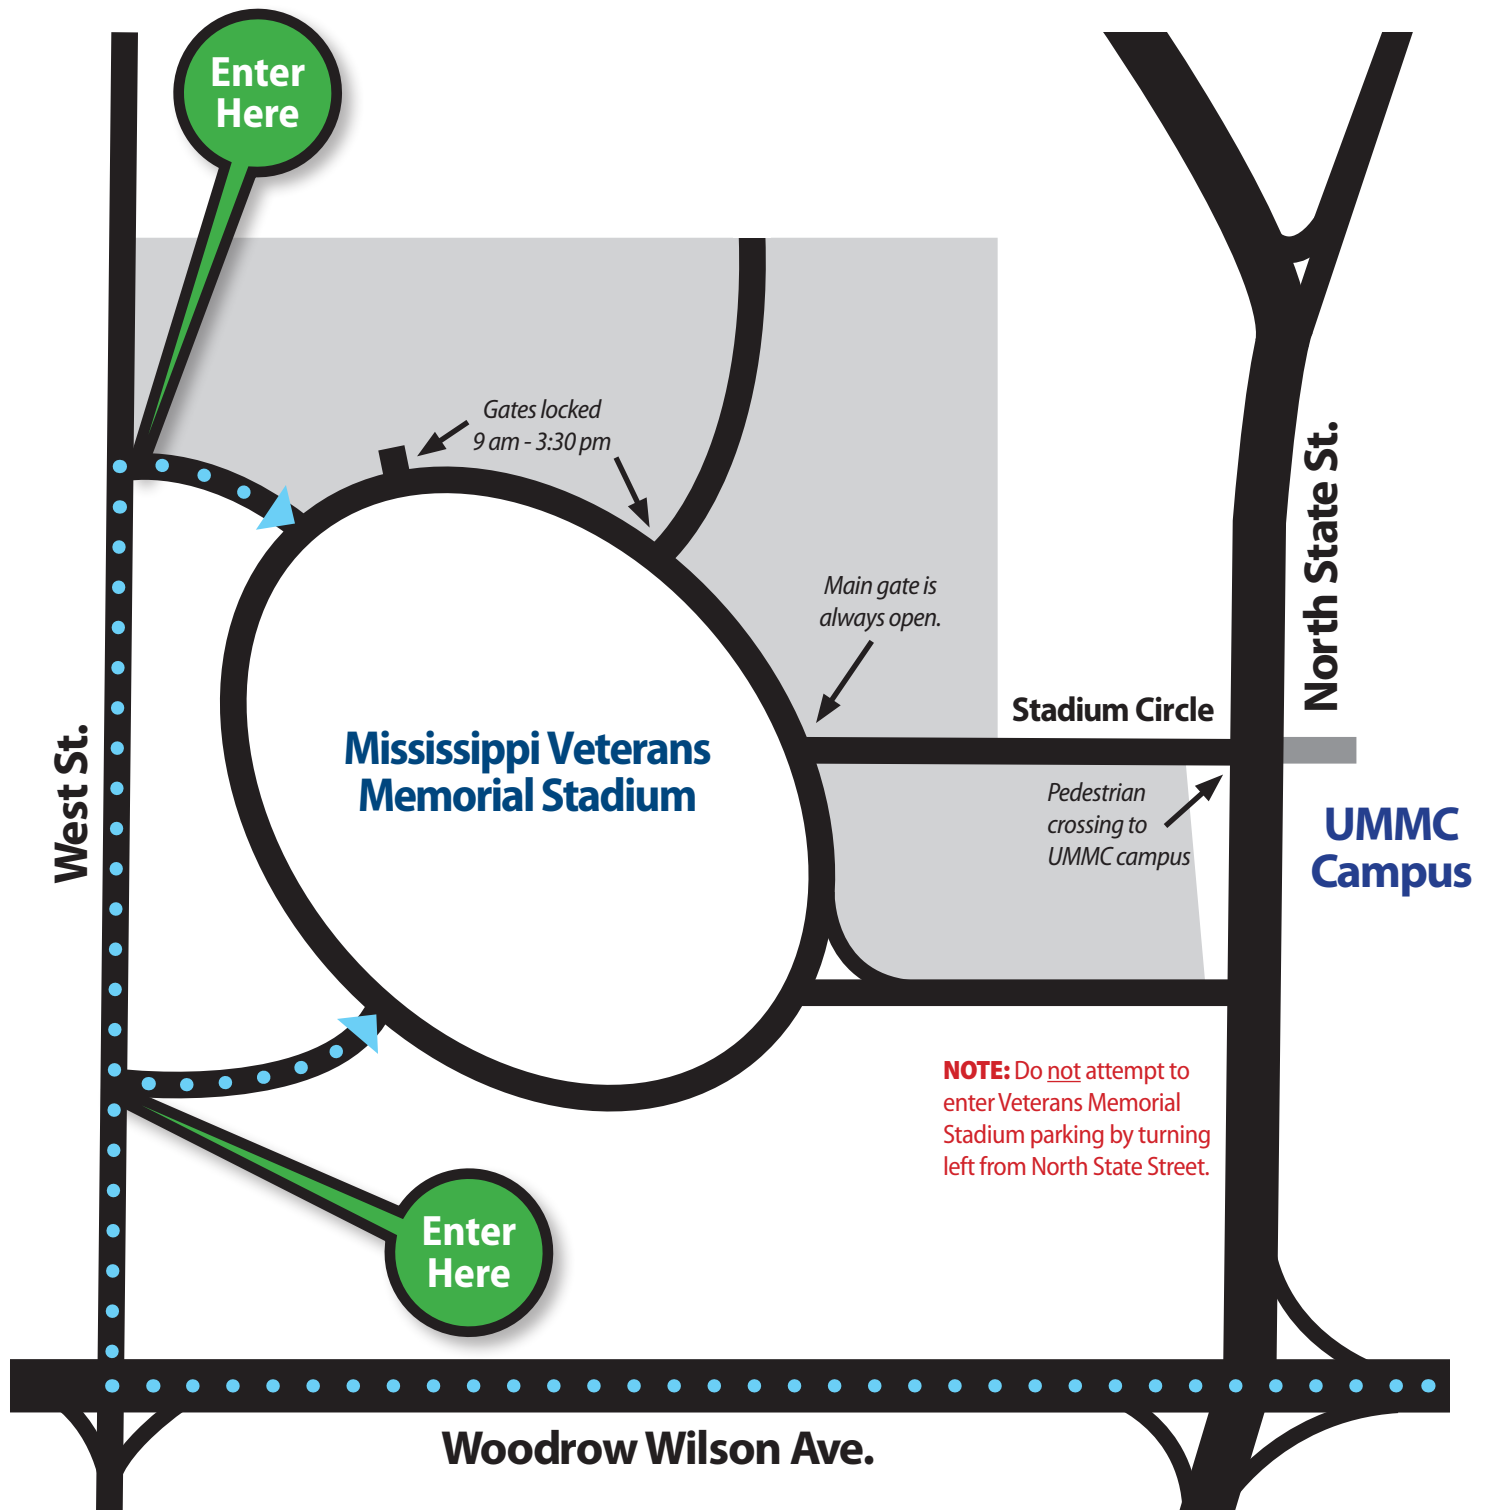 Enter
Here
Gates locked
9 am - 3:30 pm
North State St.
Main gate is
always open.
Stadium Circle
West St.
Mississippi Veterans
Memorial Stadium
Pedestrian
crossing to
UMMC campus
UMMC
Campus
NOTE: Do not attempt to
enter Veterans Memorial
Stadium parking by turning
left from North State Street.
Enter
Here
Woodrow Wilson Ave.